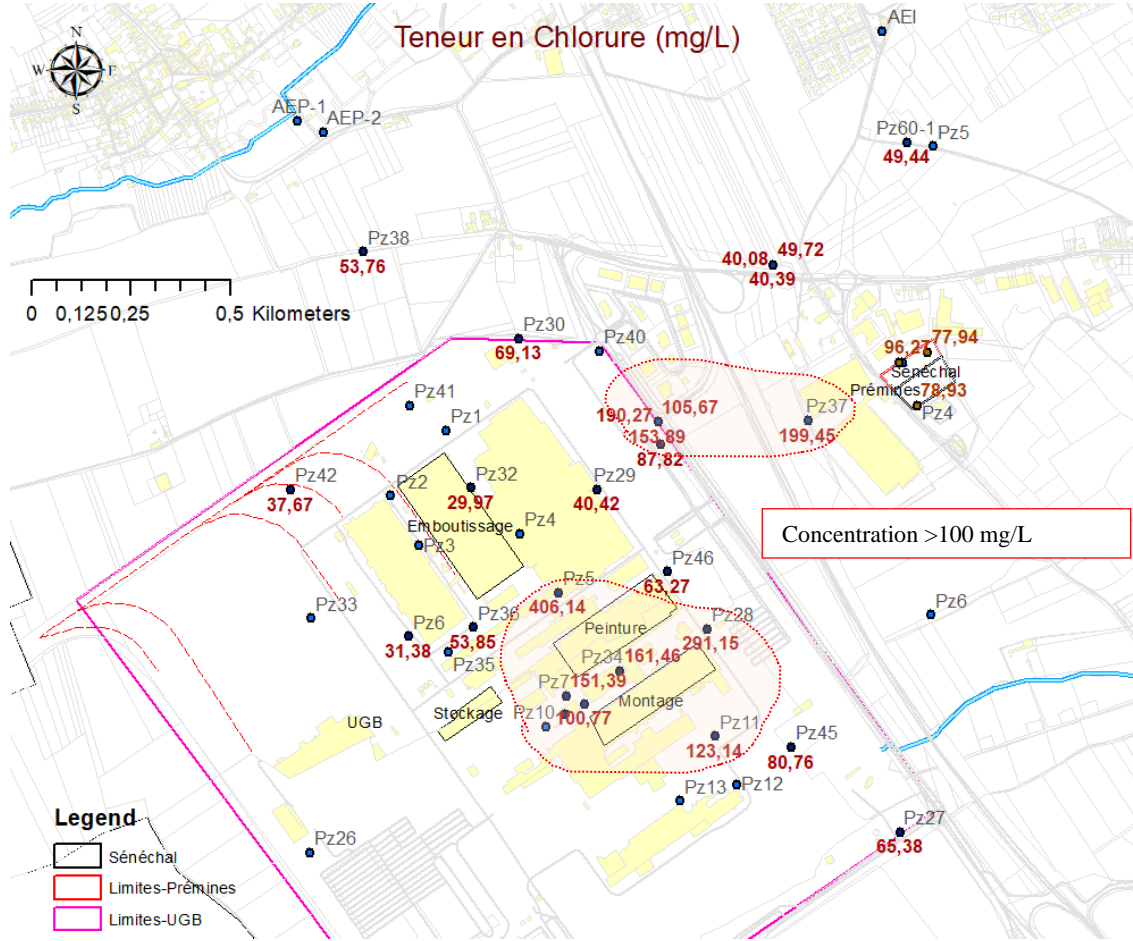 Teneur en Chlorure (mg/L)
N
W
E
S
AEI
AEP-1
AEP-2
Pz60-1
Pz5
49,44
Pz38
53,76
49,72
40,08
40,39
0 0,125 0,25 0,5 Kilometers
Pz30
69,13
Pz40
77,94
96,27
Sénéchal
Prémines
78,93
Pz4
Pz41
Pz1
105,67
190,27
153,89
87,82
Pz37
199,45
Pz42
37,67
Pz2
Pz32
29,97
Pz29
40,42
Emboutissage
Pz4
Pz3
Concentration >100 mg/L
Pz46
63,27
Pz5
406,14
Pz33
Pz6
31,38
Pz36
53,85
Pz35
Peinture
Pz28
291,15
Pz6
Pz34
161,46
Pz7
151,39
Montage
UGB
Stockage
Pz10
100,77
Pz11
123,14
Pz45
80,76
Pz13
Pz12
Pz27
65,38
Pz26
Legend
Sénéchal
Limites-Prémines
Limites-UGB